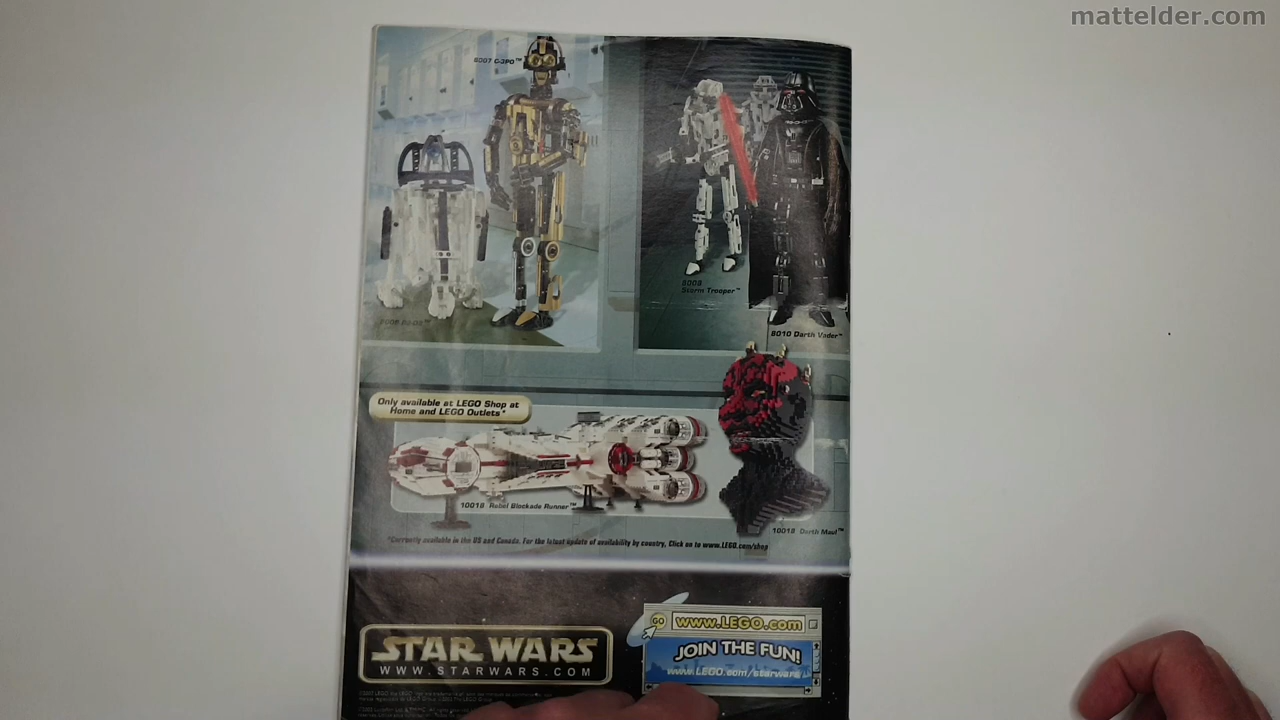 mattelder.com
8007 C-3PO™
8008
Storm Trooper™
8010 Darth Vader™
Only available at LEGO Shop at
Home and LEGO Outlets*
10019 Rebel Blockade Runner™
10018 Darth Maul™
*Currently available in the US and Canada. For the latest update of availability by country, Click on to www.LEGO.com/shop
STAR WARS
WWW.STARWARS.COM
GO www.LEGO.com
JOIN THE FUN!
www.LEGO.com/starwars